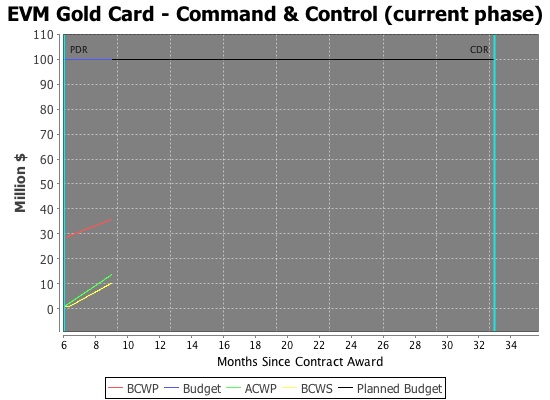 EVM Gold Card - Command & Control (current phase)
110
100
90
80
70
60
50
40
30
20
10
0
Million $
PDR
CDR
6 8 10 12 14 16 18 20 22 24 26 28 30 32 34
Months Since Contract Award
BCWP Budget ACWP BCWS Planned Budget